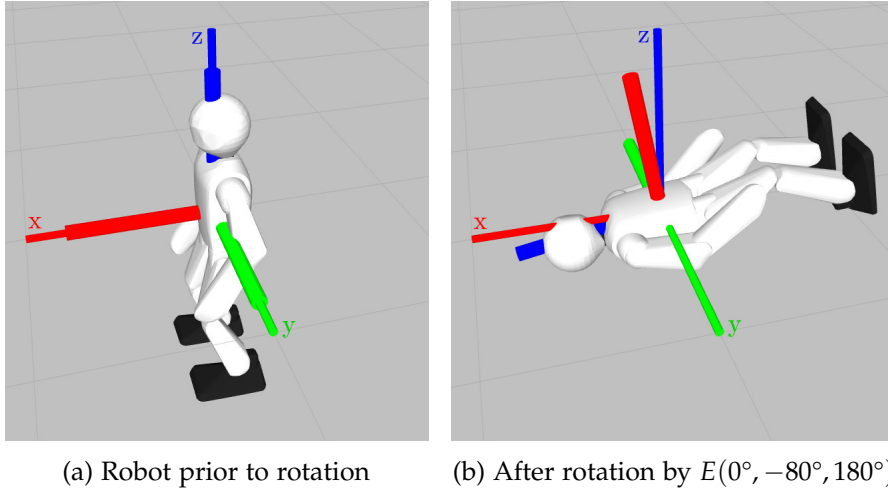 z
z
x
x
y
y
(a) Robot prior to rotation
(b) After rotation by E(0°, −80°, 180°)